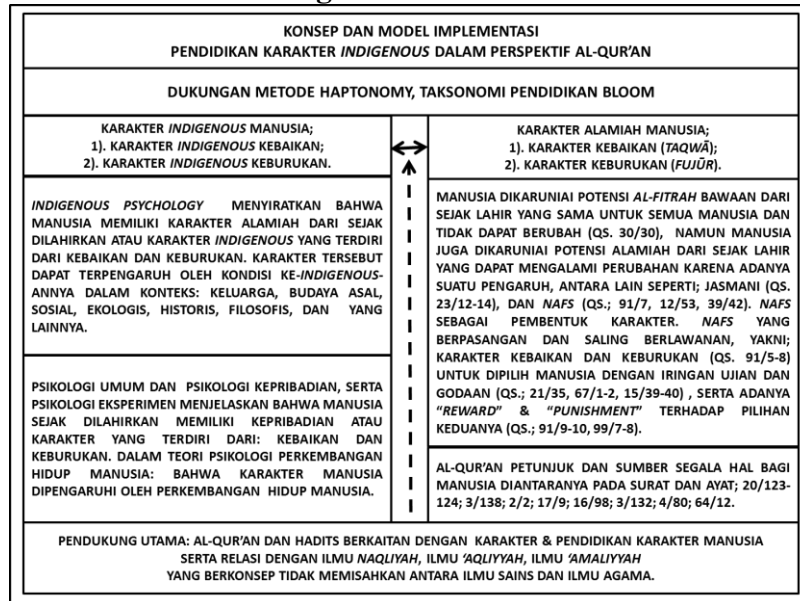 KONSEP DAN MODEL IMPLEMENTASI
PENDIDIKAN KARAKTER INDIGENOUS DALAM PERSPEKTIF AL-QUR'AN
DUKUNGAN METODE HAPTONOMY, TAKSONOMI PENDIDIKAN BLOOM
KARAKTER INDIGENOUS MANUSIA;
1). KARAKTER INDIGENOUS KEBAIKAN;
2). KARAKTER INDIGENOUS KEBURUKAN.
INDIGENOUS PSYCHOLOGY MENYIRATKAN BAHWA
MANUSIA MEMILIKI KARAKTER ALAMIAH DARI SEJAK
DILAHIRKAN ATAU KARAKTER INDIGENOUS YANG TERDIRI
DARI KEBAIKAN DAN KEBURUKAN. KARAKTER TERSEBUT
DAPAT TERPENGARUH OLEH KONDISI KE-INDIGENOUS-
ANNYA DALAM KONTEKS: KELUARGA, BUDAYA ASAL,
SOSIAL, EKOLOGIS, HISTORIS, FILOSOFIS, DAN YANG
LAINNYA.
PSIKOLOGI UMUM DAN PSIKOLOGI KEPRIBADIAN, SERTA
PSIKOLOGI EKSPERIMEN MENJELASKAN BAHWA MANUSIA
SEJAK DILAHIRKAN MEMILIKI KEPRIBADIAN ATAU
KARAKTER YANG TERDIRI DARI: KEBAIKAN DAN
KEBURUKAN. DALAM TEORI PSIKOLOGI PERKEMBANGAN
HIDUP MANUSIA: BAHWA KARAKTER MANUSIA
DIPENGARUHI OLEH PERKEMBANGAN HIDUP MANUSIA.
KARAKTER ALAMIAH MANUSIA;
1). KARAKTER KEBAIKAN (TAQWĀ);
2). KARAKTER KEBURUKAN (FUJŪR).
MANUSIA DIKARUNIAI POTENSI AL-FITRAH BAWAAN DARI
SEJAK LAHIR YANG SAMA UNTUK SEMUA MANUSIA DAN
TIDAK DAPAT BERUBAH (QS. 30/30), NAMUN MANUSIA
JUGA DIKARUNIAI POTENSI ALAMIAH DARI SEJAK LAHIR
YANG DAPAT MENGALAMI PERUBAHAN KARENA ADANYA
SUATU PENGARUH, ANTARA LAIN SEPERTI; JASMANI (QS.
23/12-14), DAN NAFS (QS.; 91/7, 12/53, 39/42). NAFS
SEBAGAI PEMBENTUK KARAKTER. NAFS YANG
BERPASANGAN DAN SALING BERLAWANAN, YAKNI;
KARAKTER KEBAIKAN DAN KEBURUKAN (QS. 91/5-8)
UNTUK DIPILIH MANUSIA DENGAN IRINGAN UJIAN DAN
GODAAN (QS.; 21/35, 67/1-2, 15/39-40) , SERTA ADANYA
“REWARD” & “PUNISHMENT” TERHADAP PILIHAN
KEDUANYA (QS.; 91/9-10, 99/7-8).
AL-QUR'AN PETUNJUK DAN SUMBER SEGALA HAL BAGI
MANUSIA DIANTARANYA PADA SURAT DAN AYAT; 20/123-
124; 3/138; 2/2; 17/9; 16/98; 3/132; 4/80; 64/12.
PENDUKUNG UTAMA: AL-QUR'AN DAN HADITS BERKAITAN DENGAN KARAKTER & PENDIDIKAN KARAKTER MANUSIA
SERTA RELASI DENGAN ILMU NAQLIYAH, ILMU ‘AQLIYYAH, ILMU ‘AMALIYYAH
YANG BERKONSEP TIDAK MEMISAHKAN ANTARA ILMU SAINS DAN ILMU AGAMA.